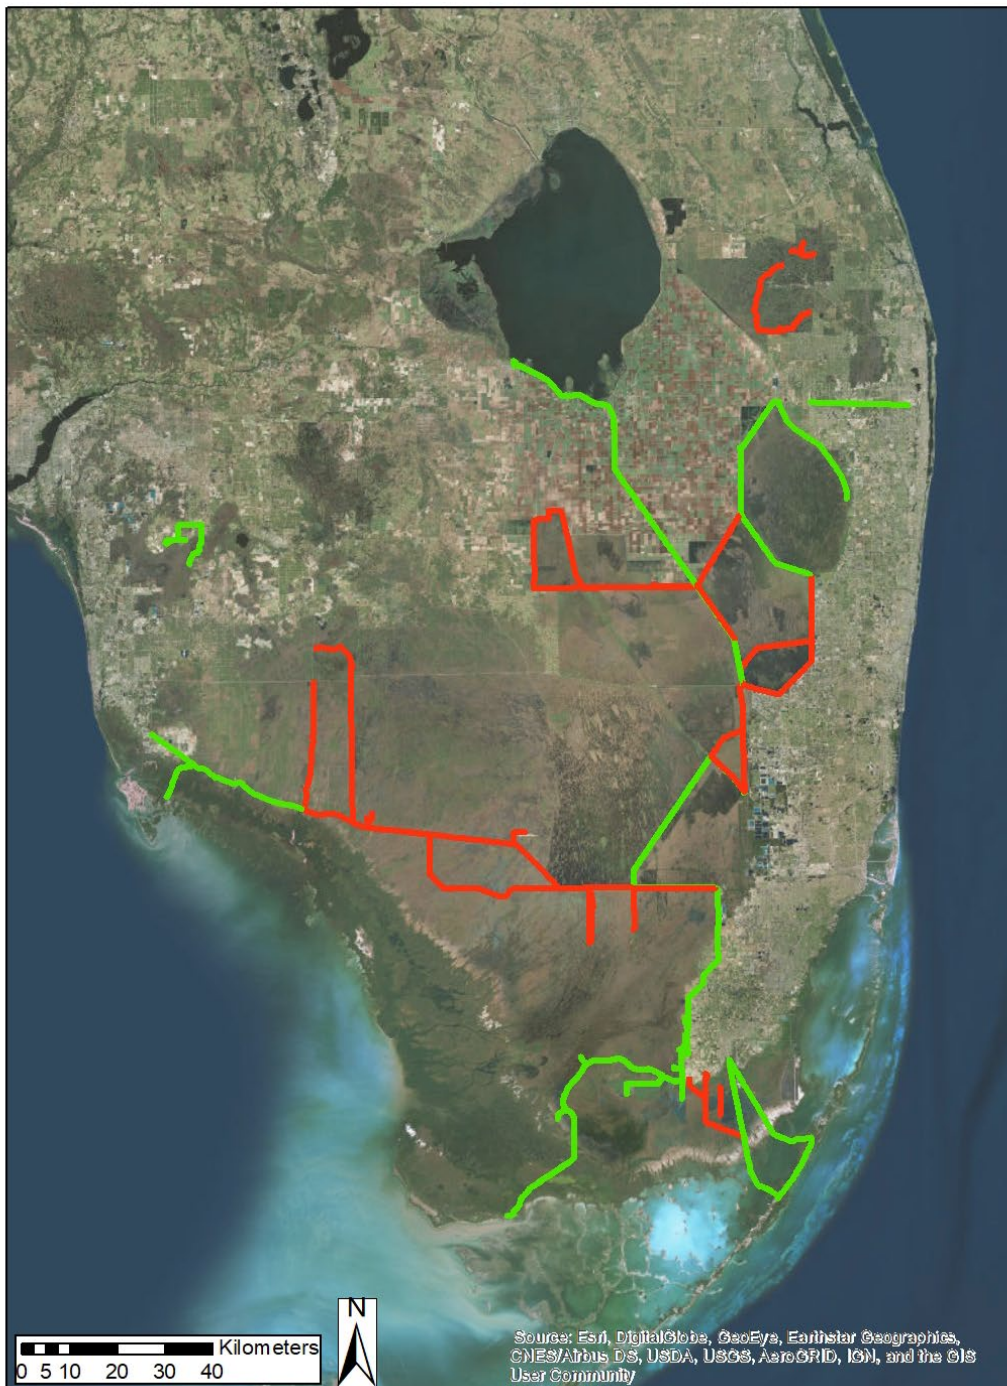 Kilometers
0 5 10 20 30 40
N
Source: Esri, DigitalGlobe, GeoEye, Earthstar Geographics,
CNES/Airbus DS, USDA, USGS, AeroGRID, IGN, and the GIS
User Community